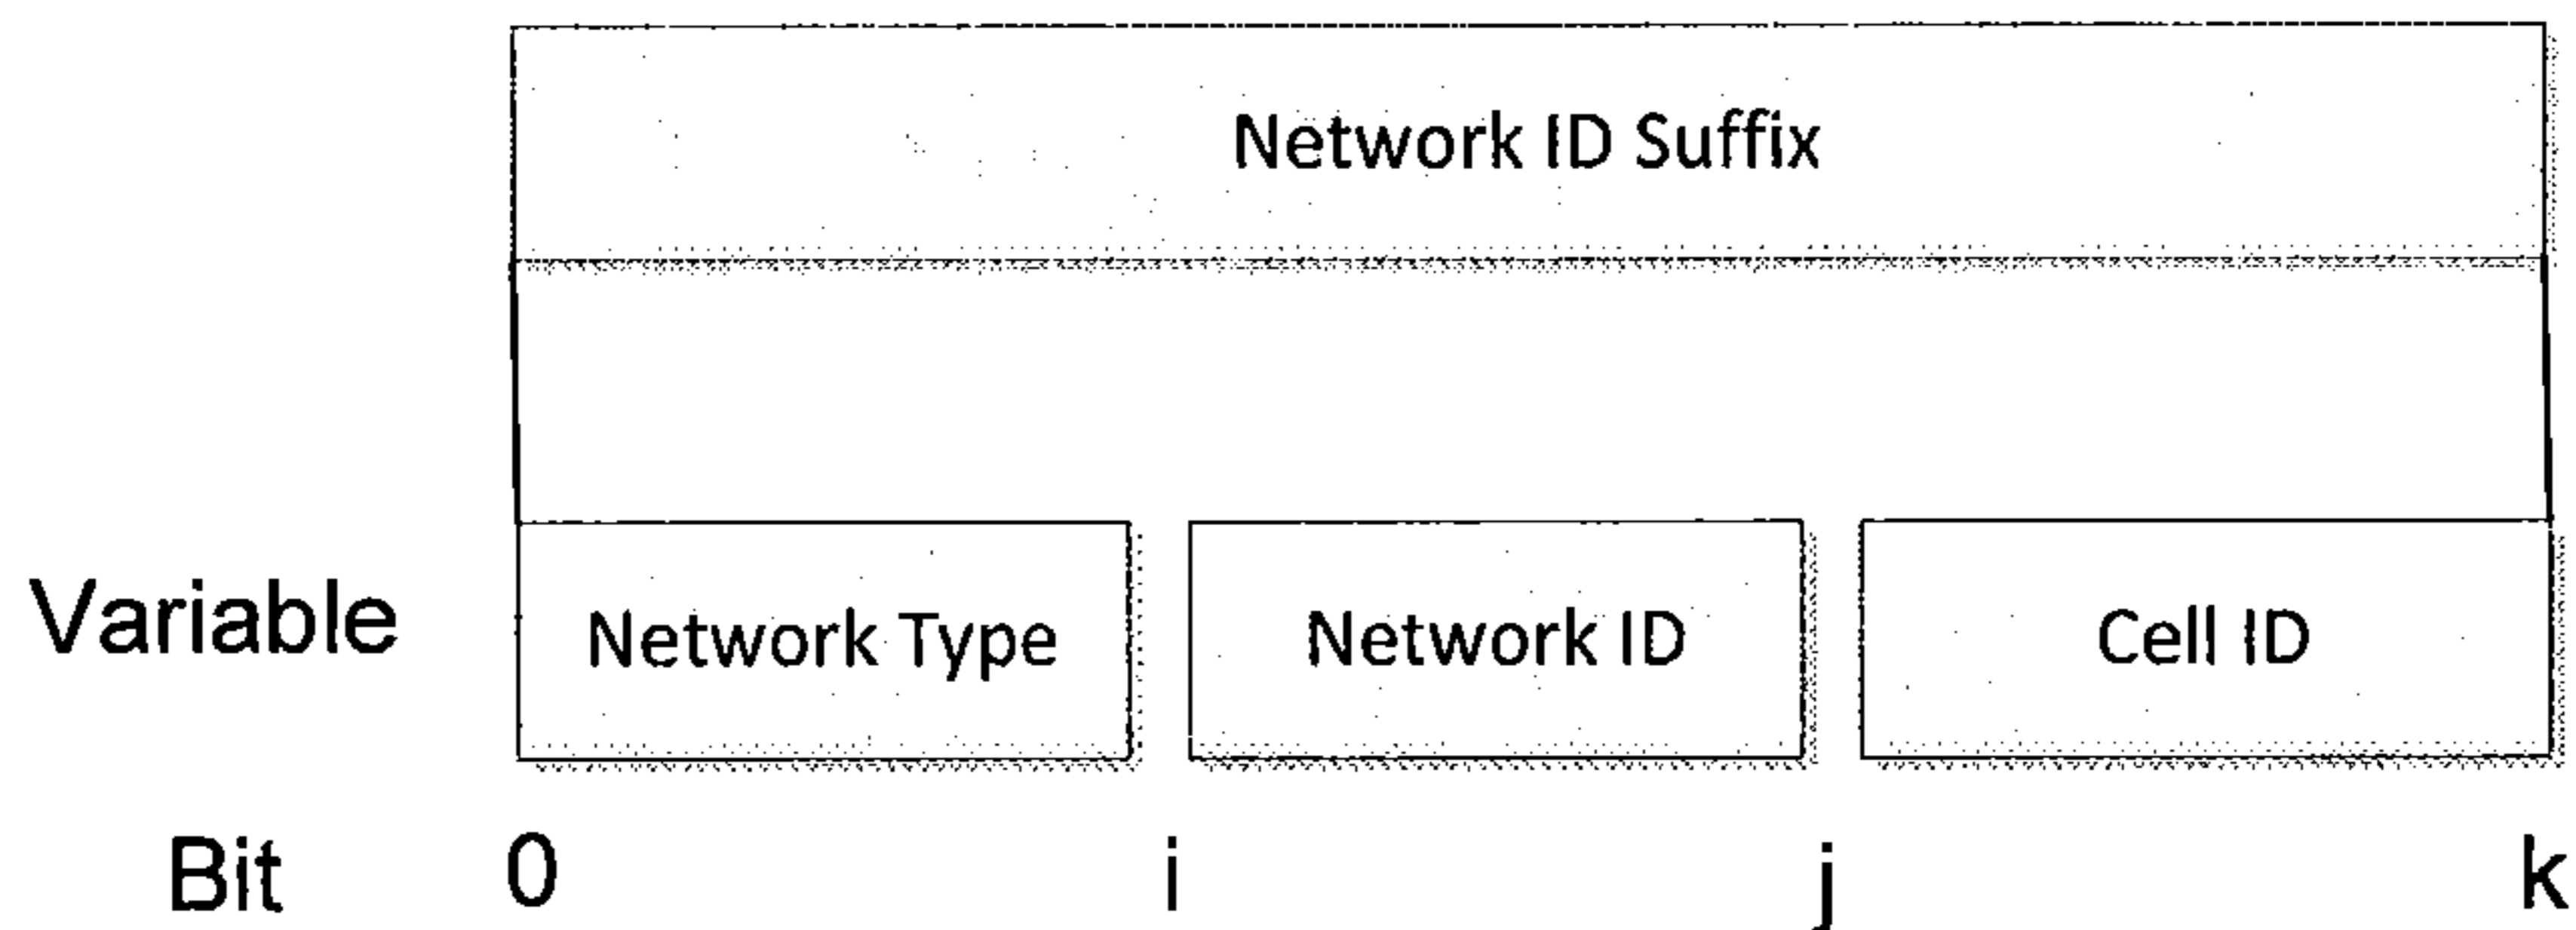 Network ID Suffix
Variable Network Type Network ID Cell ID
Bit 0 i j k